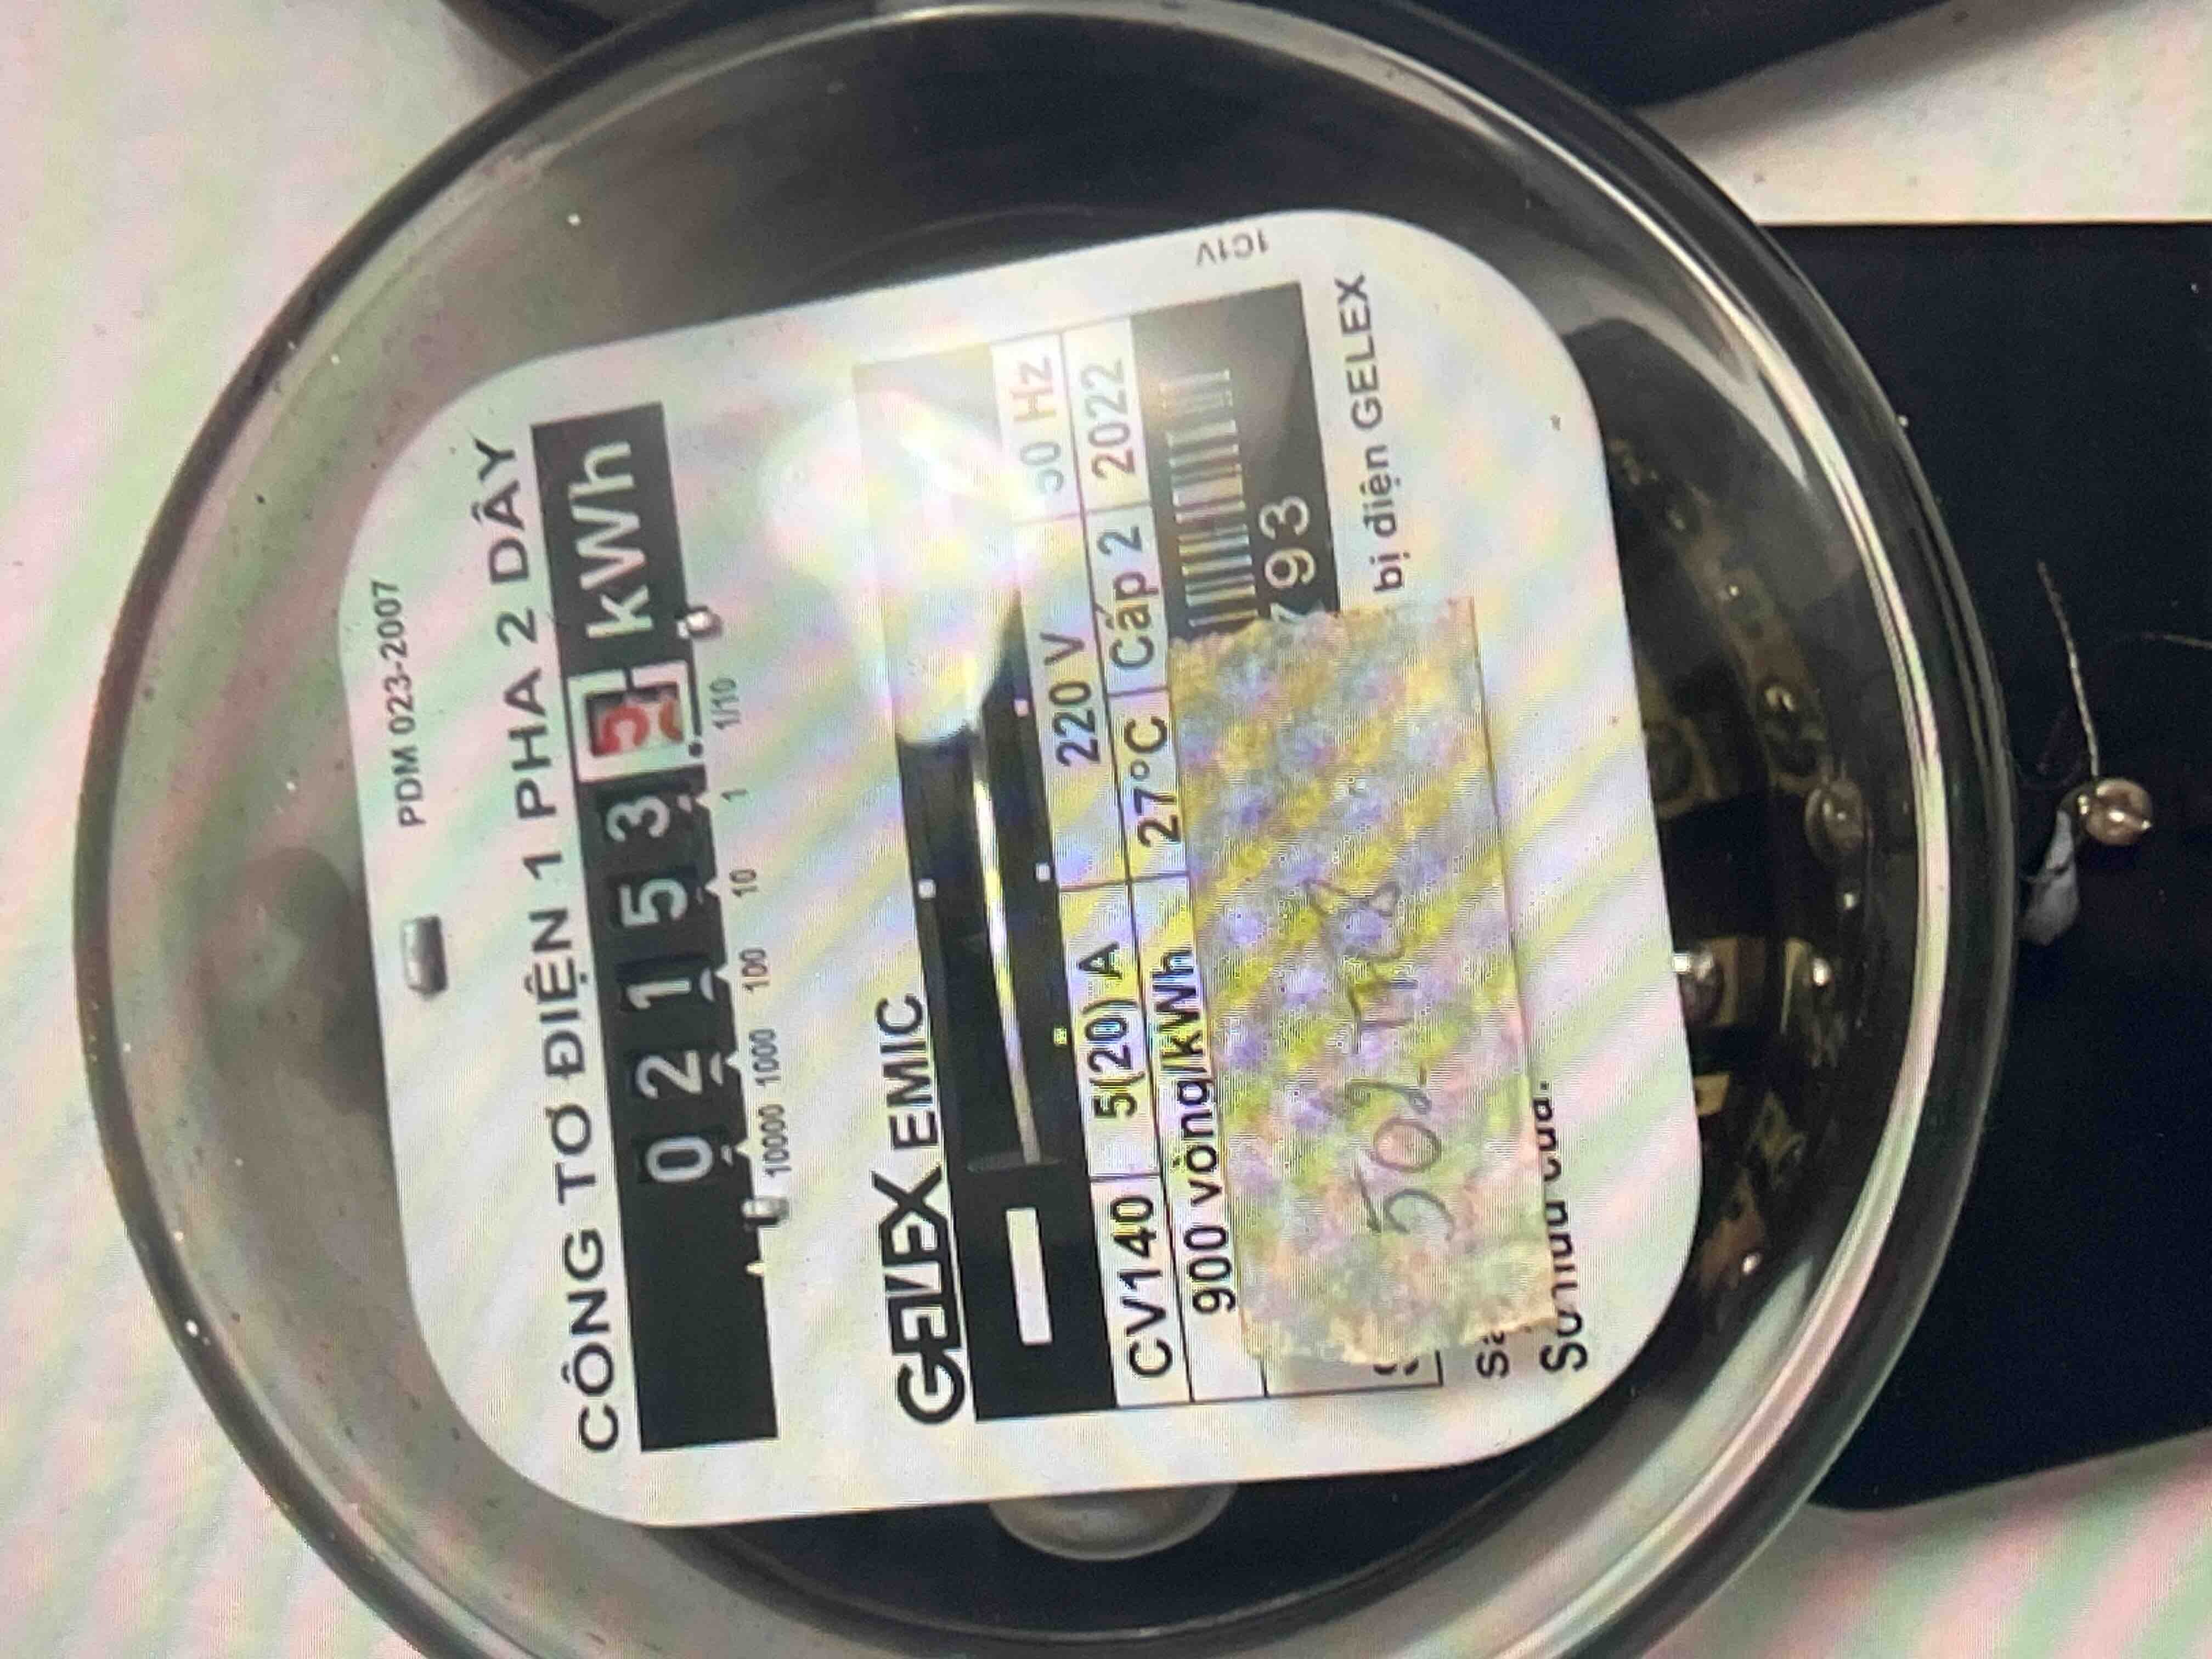 PDM 023-2007
CÔNG TƠ ĐIỆN 1 PHA 2 DÂY
0 2 1 5 3 kWh
10000 1000 100 10 1 1/10
GELEX EMIC
CV140 5(20) A 220 V 50 Hz
900 vòng/kWh 27°C Cấp 2 2022
93
502
bị điện GELEX
1C1V